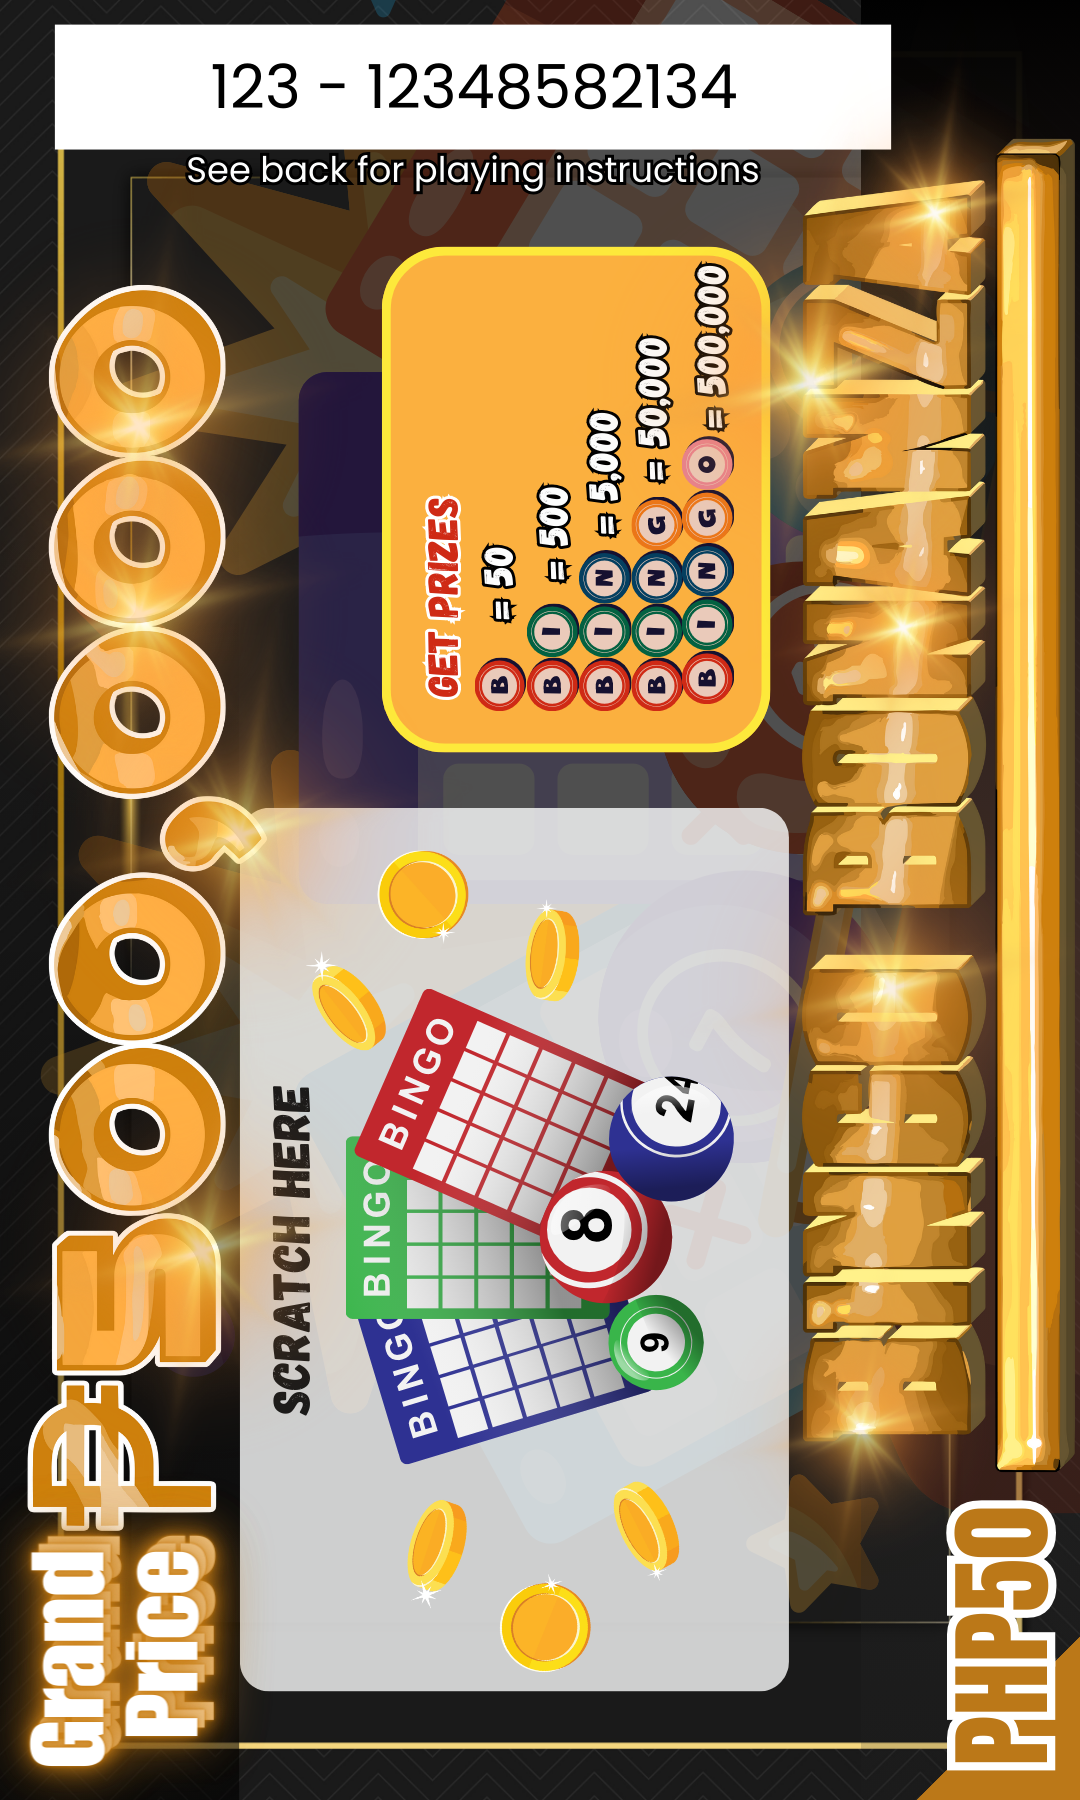 123 - 12348582134
See back for playing instructions
Grand
Price
₱500,000
SCRATCH HERE
BINGO
BINGO
BINGO
9
8
24
GET PRIZES
B = 50
B I = 500
B I N = 5,000
B I N G = 50,000
B I N G O = 500,000
BINGO BONANZA
PHP50